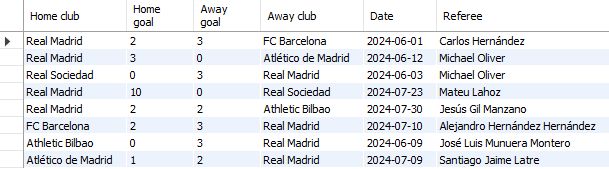 Home club Home goal Away goal Away club Date Referee
Real Madrid 2 3 FC Barcelona 2024-06-01 Carlos Hernández
Real Madrid 3 0 Atlético de Madrid 2024-06-12 Michael Oliver
Real Sociedad 0 3 Real Madrid 2024-06-03 Michael Oliver
Real Madrid 10 0 Real Sociedad 2024-07-23 Mateu Lahoz
Real Madrid 2 2 Athletic Bilbao 2024-07-30 Jesús Gil Manzano
FC Barcelona 2 3 Real Madrid 2024-07-10 Alejandro Hernández Hernández
Athletic Bilbao 0 3 Real Madrid 2024-06-09 José Luis Munuera Montero
Atlético de Madrid 1 2 Real Madrid 2024-07-09 Santiago Jaime Latre